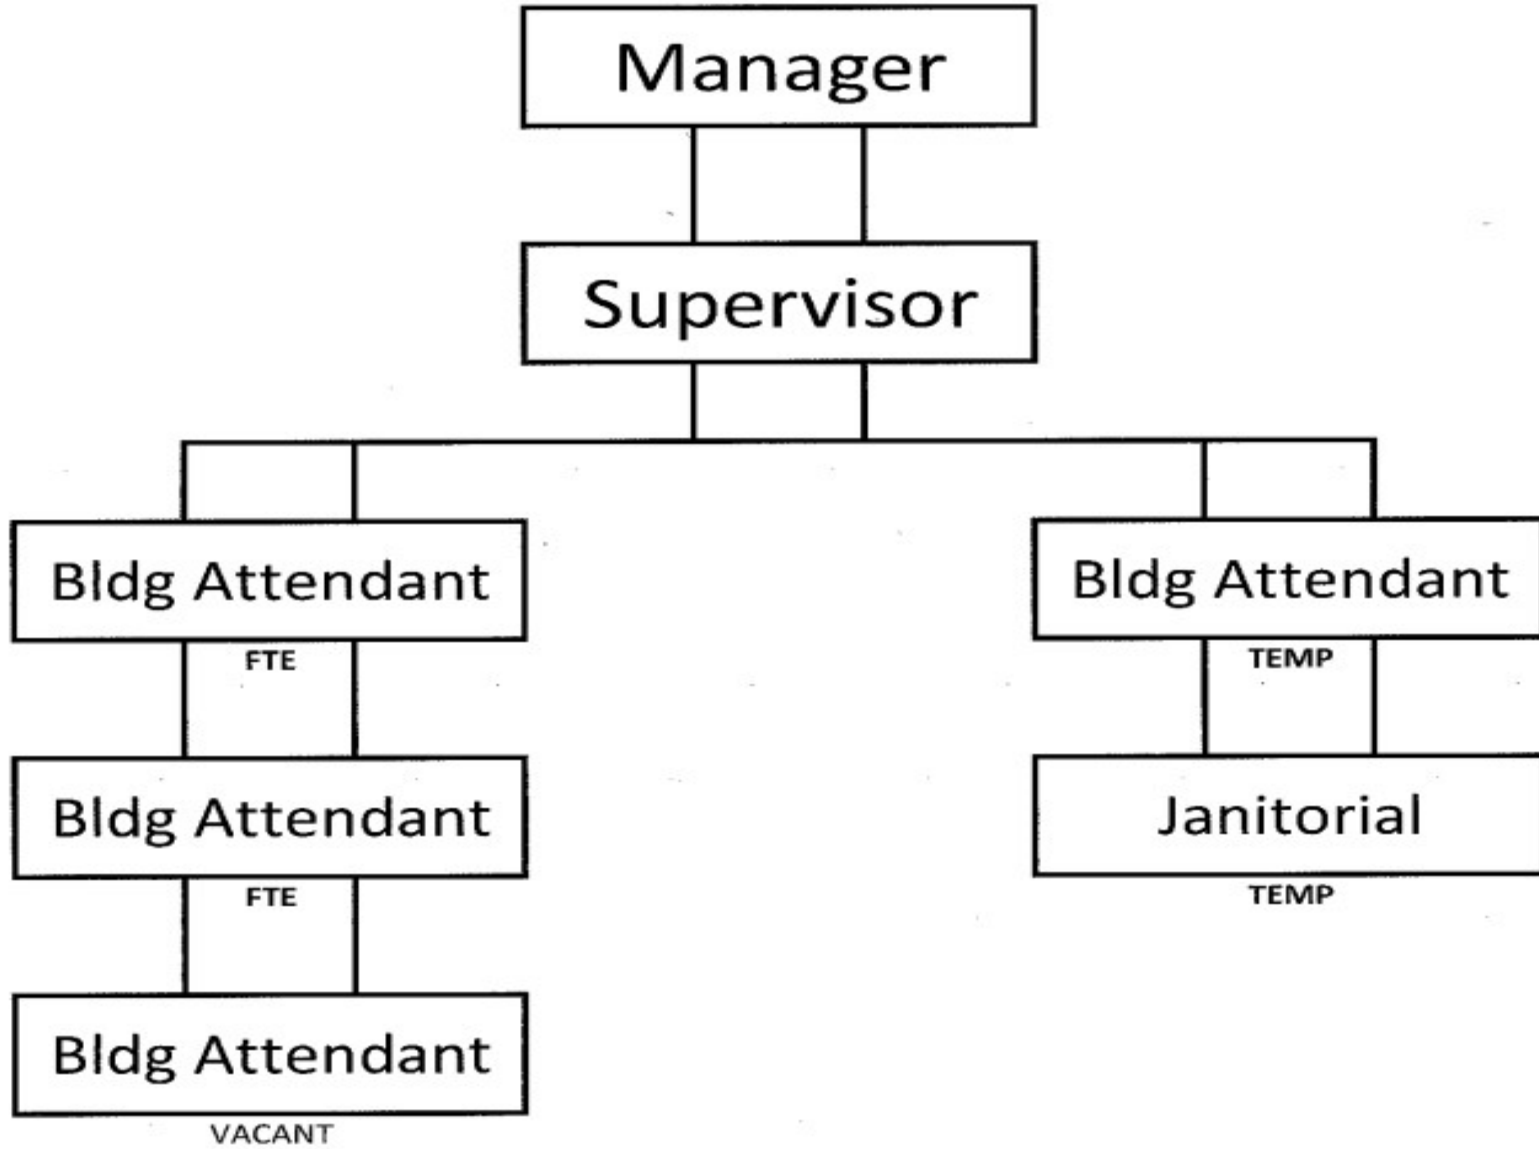 Manager
Supervisor
Bldg Attendant
FTE
Bldg Attendant
FTE
Bldg Attendant
VACANT
Bldg Attendant
TEMP
Janitorial
TEMP